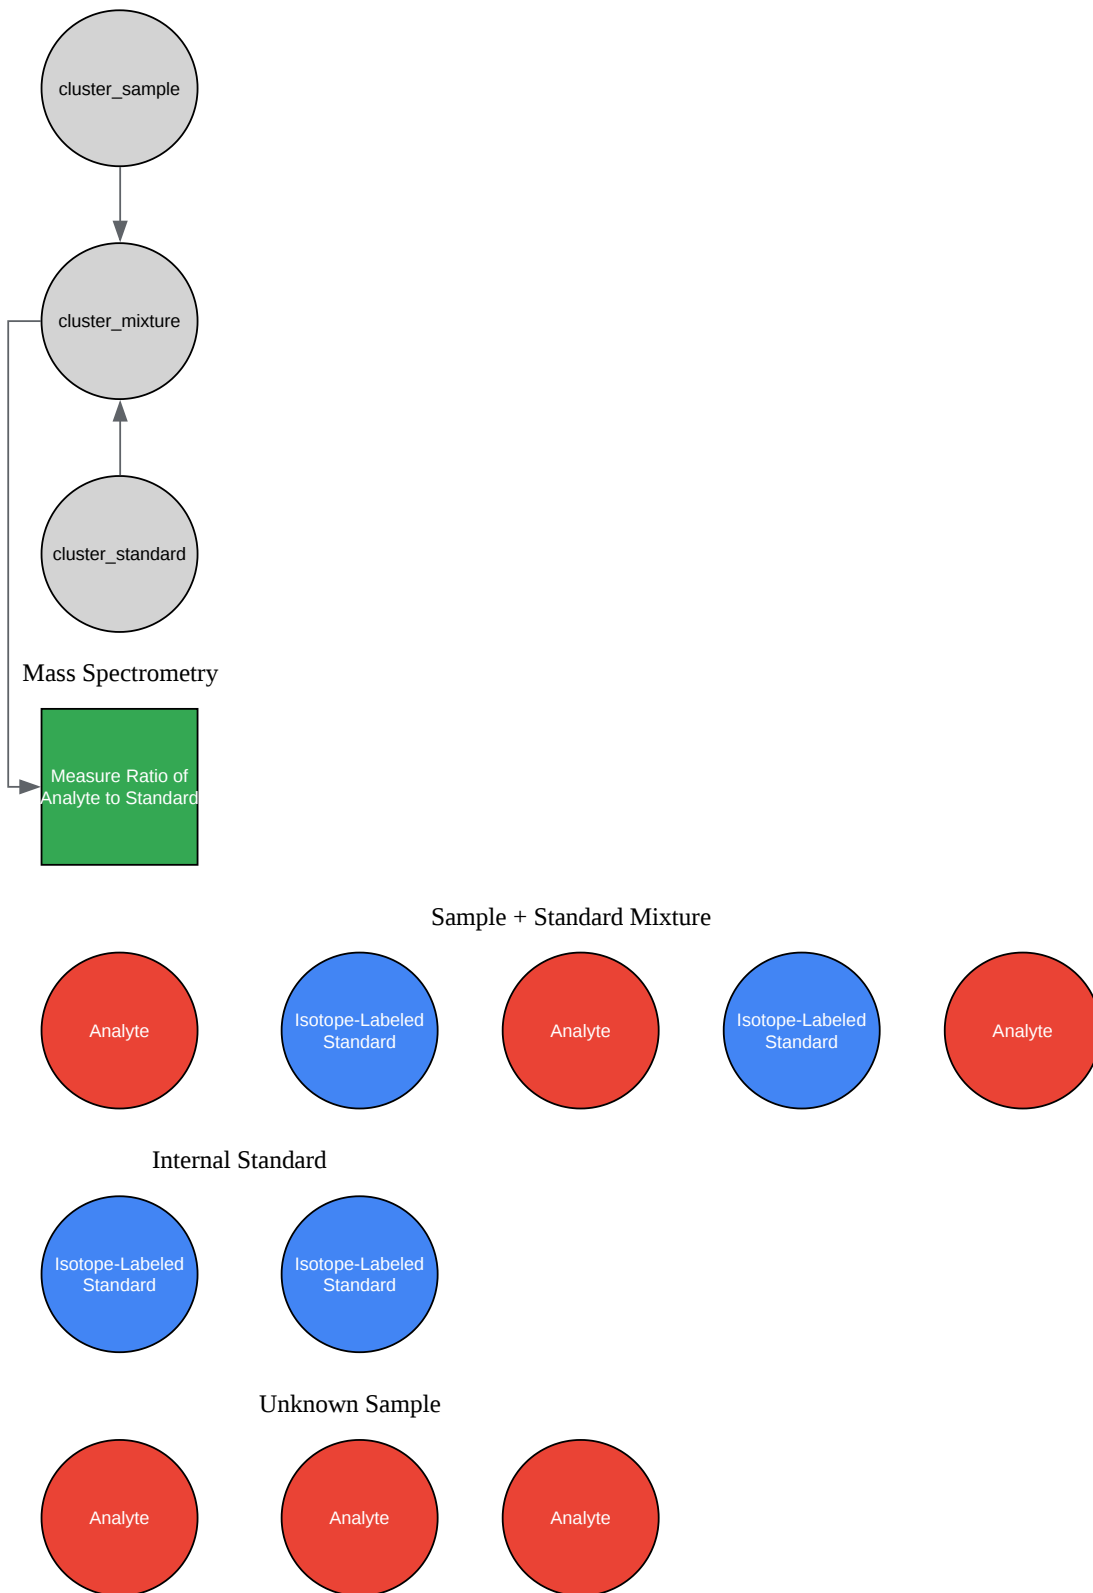 cluster_sample
cluster_mixture
cluster_standard
Mass Spectrometry
Measure Ratio of
Analyte to Standard
Sample + Standard Mixture
Analyte
Isotope-Labeled
Standard
Analyte
Isotope-Labeled
Standard
Analyte
Internal Standard
Isotope-Labeled
Standard
Isotope-Labeled
Standard
Unknown Sample
Analyte
Analyte
Analyte